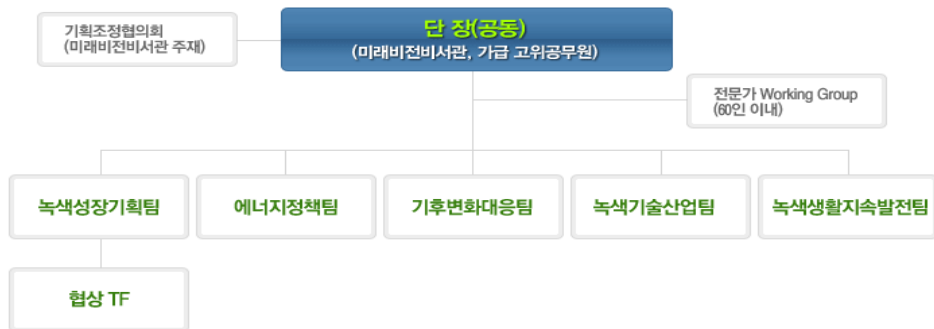 기획조정협의회
(미래비전비서관 주재)
단 장(공동)
(미래비전비서관, 가급 고위공무원)
전문가 Working Group
(60인 이내)
녹색성장기획팀
에너지정책팀
기후변화대응팀
녹색기술산업팀
녹색생활지속발전팀
협상 TF